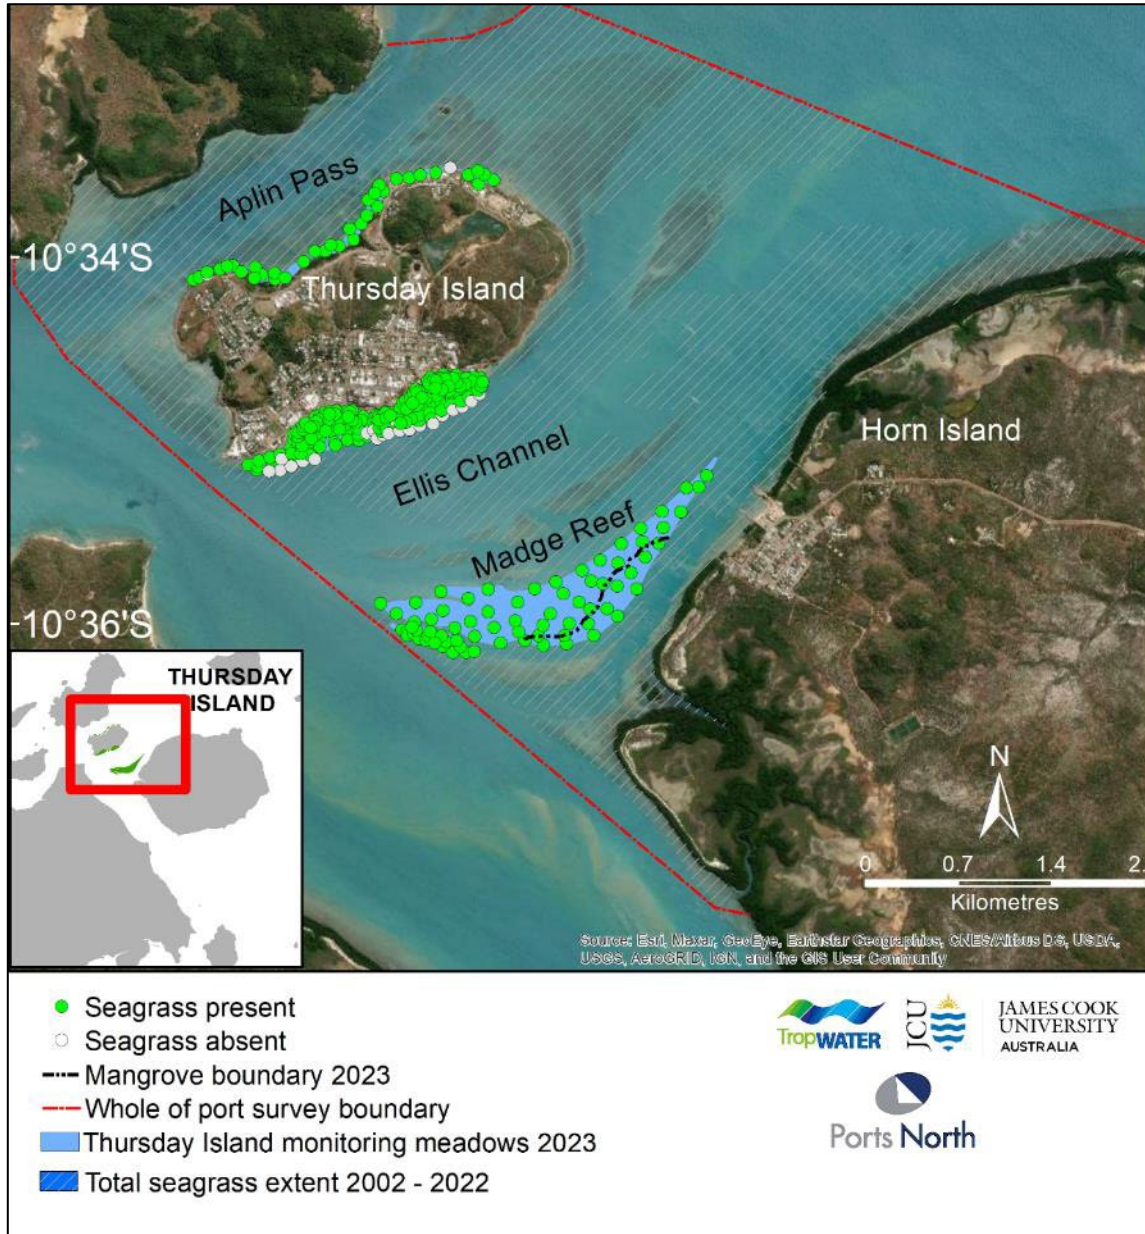 Aplin Pass
10°34'S
Thursday Island
Horn Island
Ellis Channel
Madge Reef
10°36'S
THURSDAY
ISLAND
N
0 0.7 1.4 2.
Kilometres
Source: Esri, Maxar, GeoEye, Earthstar Geographics, CNES/Airbus DS, USDA,
USGS, AeroGRID, IGN, and the GIS User Community
Seagrass present
Seagrass absent
Mangrove boundary 2023
Whole of port survey boundary
Thursday Island monitoring meadows 2023
Total seagrass extent 2002 - 2022
TropWATER
JCU
JAMES COOK
UNIVERSITY
AUSTRALIA
Ports North